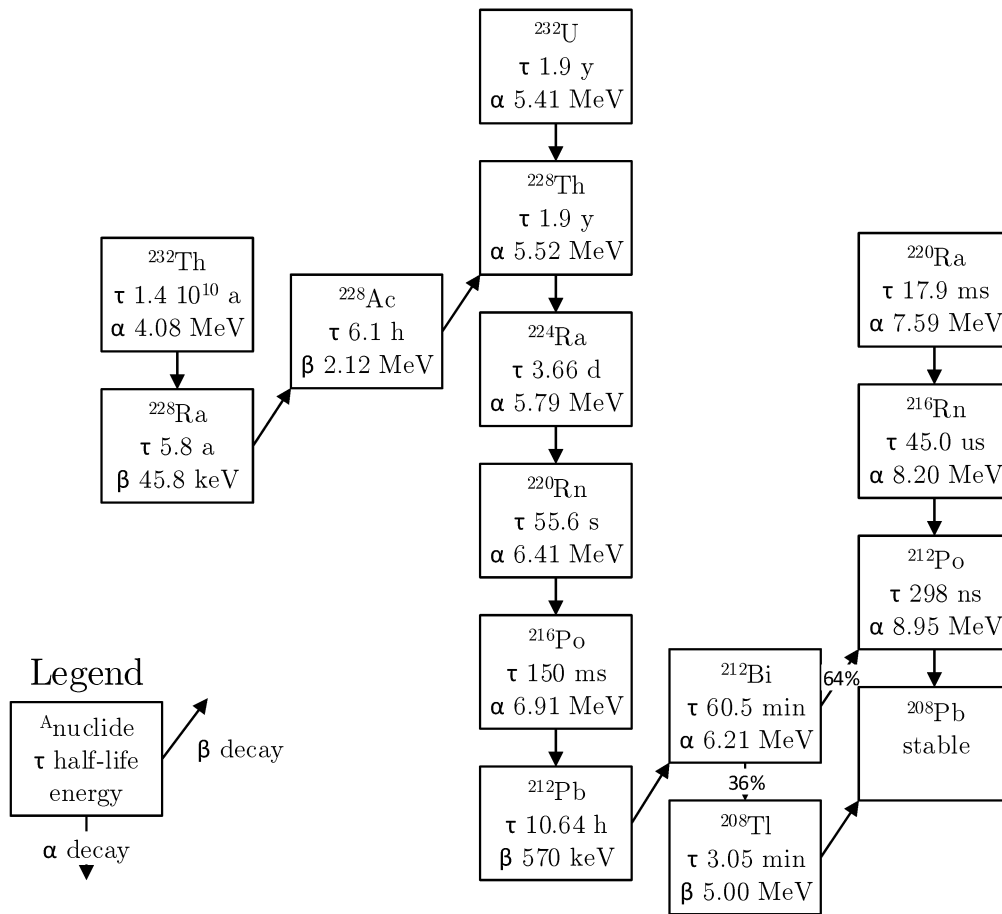 ²³²U
τ 1.9 y
α 5.41 MeV
²²⁸Th
τ 1.9 y
α 5.52 MeV
²³²Th
τ 1.4 10¹⁰ a
α 4.08 MeV
²²⁸Ac
τ 6.1 h
β 2.12 MeV
²²⁸Ra
τ 5.8 a
β 45.8 keV
²²⁴Ra
τ 3.66 d
α 5.79 MeV
²²⁰Rn
τ 55.6 s
α 6.41 MeV
²¹⁶Po
τ 150 ms
α 6.91 MeV
²¹²Pb
τ 10.64 h
β 570 keV
²¹²Bi
τ 60.5 min
α 6.21 MeV
64%
36%
²⁰⁸Tl
τ 3.05 min
β 5.00 MeV
²²⁰Ra
τ 17.9 ms
α 7.59 MeV
²¹⁶Rn
τ 45.0 us
α 8.20 MeV
²¹²Po
τ 298 ns
α 8.95 MeV
²⁰⁸Pb
stable
Legend
ᴬnuclide
τ half-life
energy
β decay
α decay